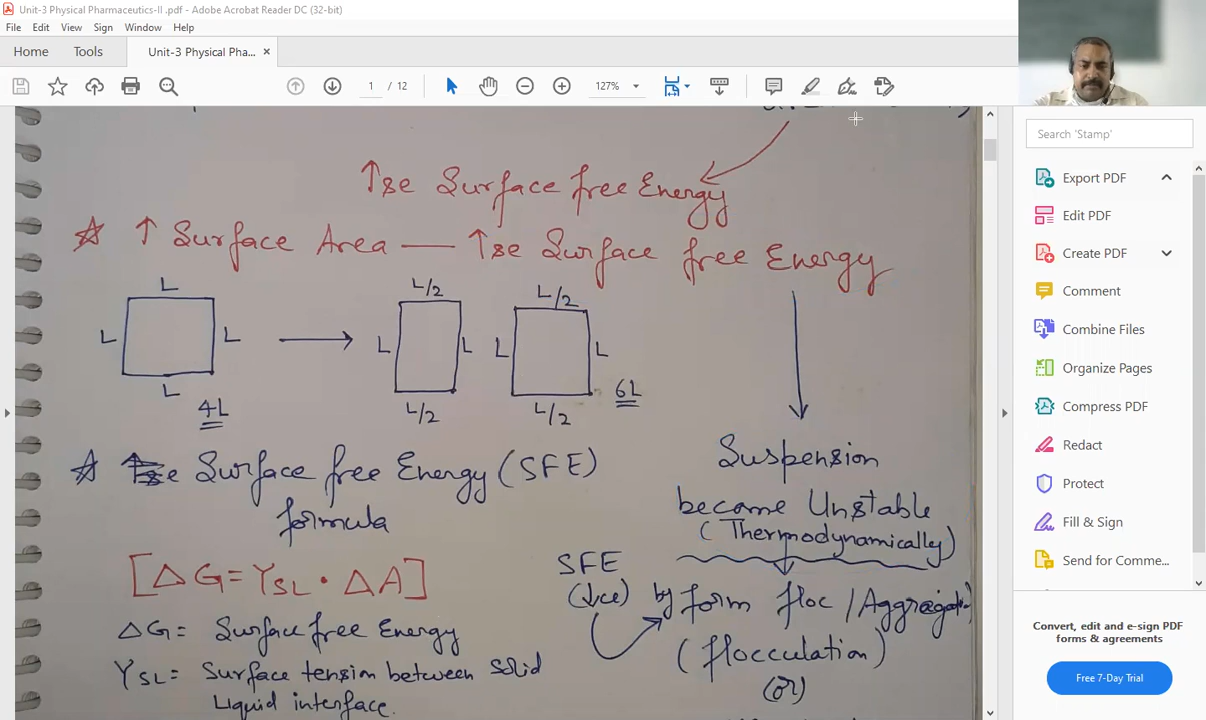 Unit-3 Physical Pharmaceutics-II .pdf - Adobe Acrobat Reader DC (32-bit)
File Edit View Sign Window Help
Home Tools Unit-3 Physical Pha... ×
1 / 12 127%
↑se Surface free Energy
☆ ↑ Surface Area — ↑se Surface free Energy
L L/2 L/2
L L L L L L
L L/2 L/2
4L 6L
☆ Surface free Energy (SFE)
formula
[ΔG = γSL · ΔA]
ΔG = Surface free Energy
γSL = Surface tension between solid
Liquid interface.
Suspension
become Unstable
(Thermodynamically)
SFE
(↓ce) by form floc / Aggregation
(flocculation)
(or)
Search 'Stamp'
Export PDF
Edit PDF
Create PDF
Comment
Combine Files
Organize Pages
Compress PDF
Redact
Protect
Fill & Sign
Send for Comme...
Convert, edit and e-sign PDF
forms & agreements
Free 7-Day Trial